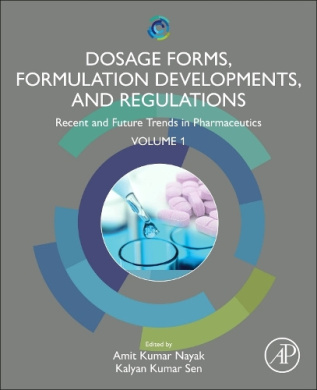 DOSAGE FORMS,
FORMULATION DEVELOPMENTS,
AND REGULATIONS
Recent and Future Trends in Pharmaceutics
VOLUME 1
Edited by
Amit Kumar Nayak
Kalyan Kumar Sen
AP